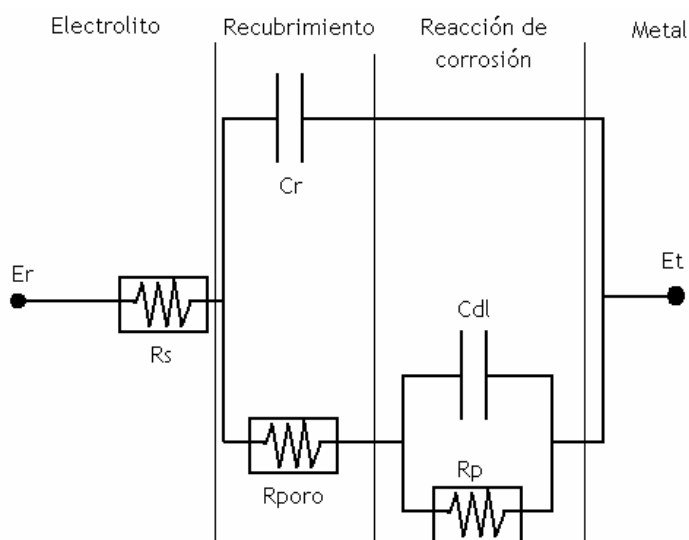 Electrolito
Recubrimiento
Reacción de
corrosión
Metal
Cr
Er
Et
Rs
Cdl
Rporo
Rp